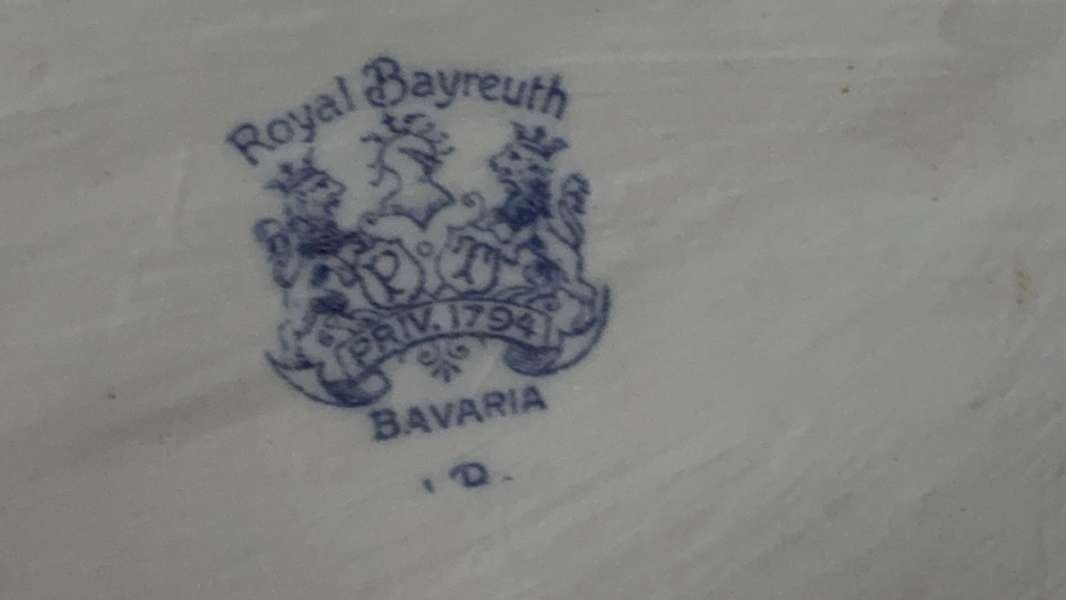 Royal Bayreuth
R T
PRIV. 1794
BAVARIA
. D .